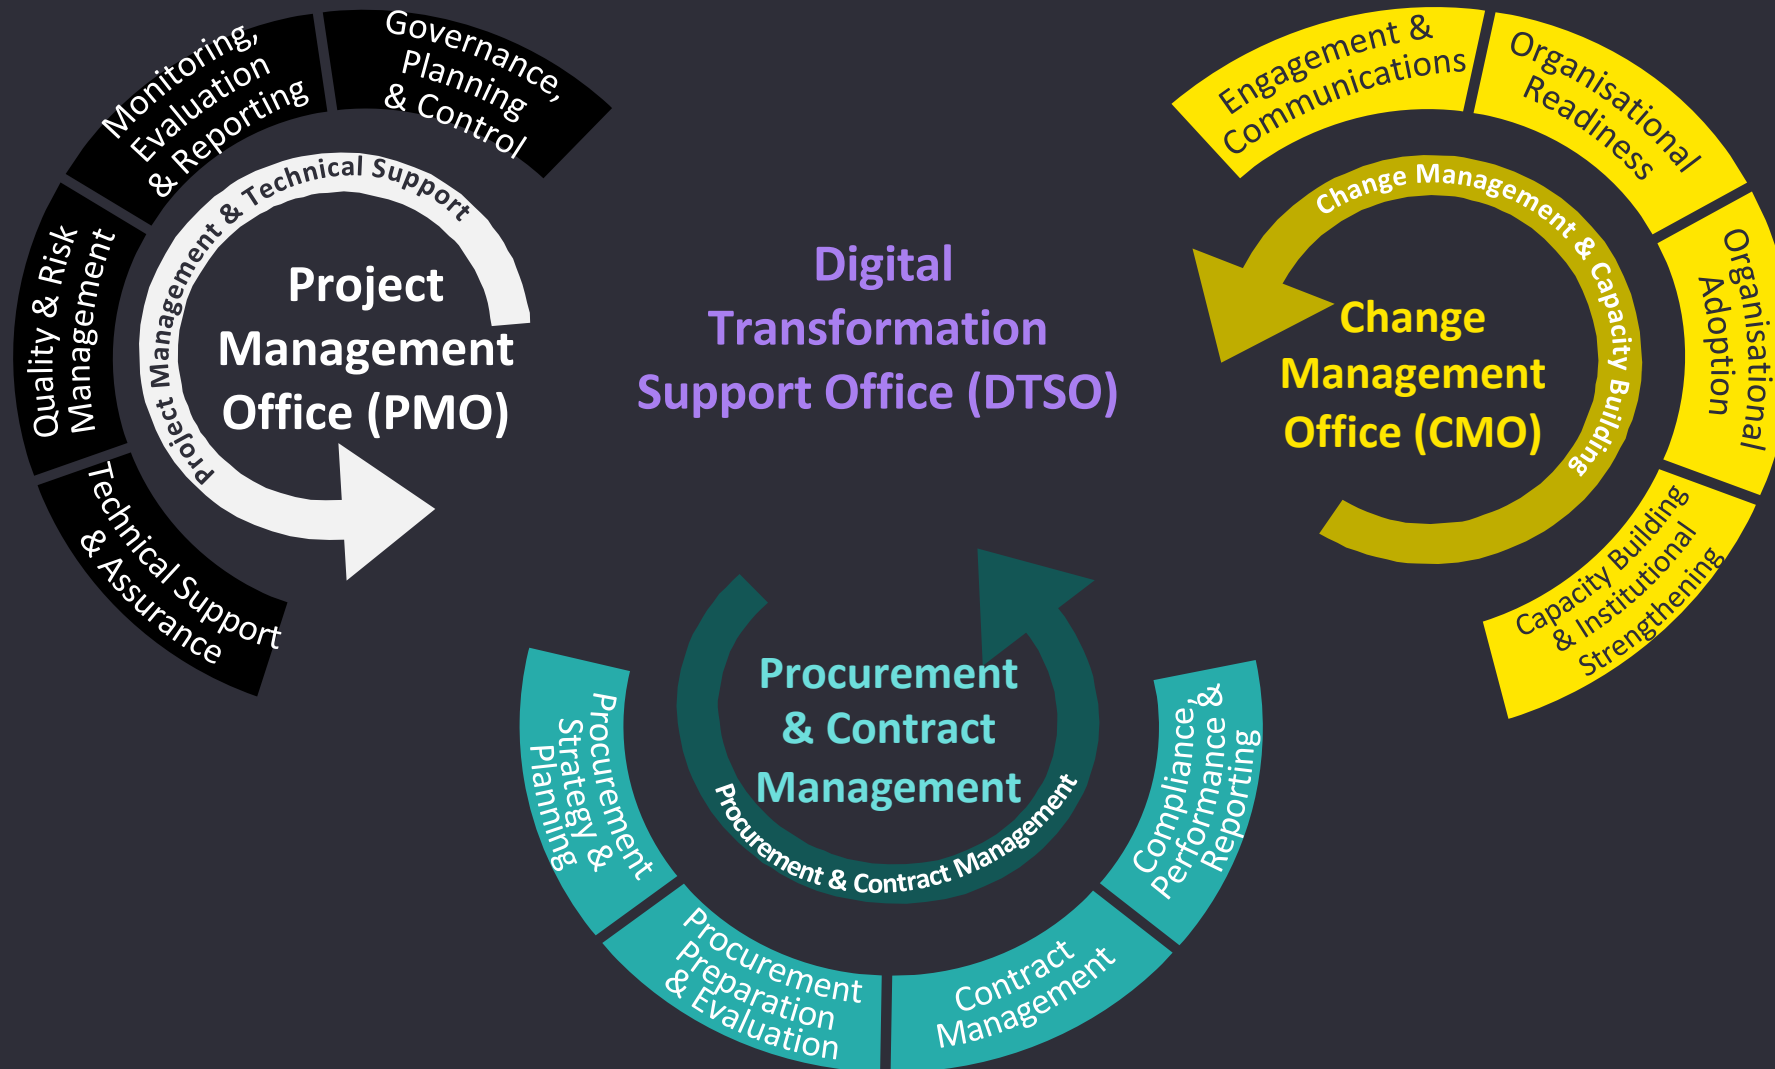 Governance,
Planning
& Control
Monitoring,
Evaluation
& Reporting
Quality & Risk
Management
Technical Support
& Assurance
Project Management & Technical Support
Project
Management
Office (PMO)
Digital
Transformation
Support Office (DTSO)
Engagement &
Communications
Organisational
Readiness
Organisational
Adoption
Capacity Building
& Institutional
Strengthening
Change Management & Capacity Building
Change
Management
Office (CMO)
Procurement
& Contract
Management
Procurement & Contract Management
Procurement
Strategy &
Planning
Procurement
Preparation
& Evaluation
Contract
Management
Compliance,
Performance &
Reporting